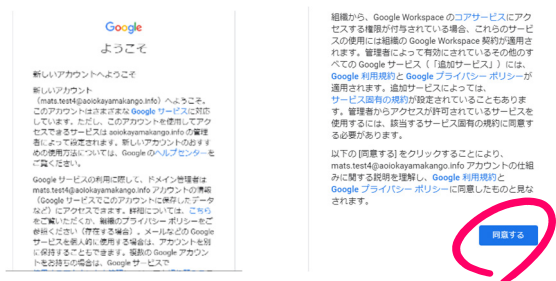 Google
ようこそ
新しいアカウントへようこそ
新しいアカウント
（mats.test4@aoiokayamakango.info）へようこそ。
このアカウントはさまざまな Google サービスに対応
しています。ただし、このアカウントを使用してアク
セスできるサービスは aoiokayamakango.info の管理
者によって設定されます。新しいアカウントのおすす
めの使用方法については、Google のヘルプセンターを
ご覧ください。
Google サービスの利用に際して、ドメイン管理者は
mats.test4@aoiokayamakango.info アカウントの情報
（Google サービスでこのアカウントに保存したデータ
など）にアクセスできます。詳細については、こちら
をご覧いただくか、組織のプライバシー ポリシーをご
参照ください（存在する場合）。メールなどの Google
サービスを個人的に使用する場合は、アカウントを別
に保持することもできます。複数の Google アカウン
トをお持ちの場合は、Google サービスで
組織から、Google Workspace のコアサービスにアク
セスする権限が付与されている場合、これらのサービ
スの使用には組織の Google Workspace 契約が適用さ
れます。管理者によって有効にされているその他のす
べての Google サービス（「追加サービス」）には、
Google 利用規約と Google プライバシー ポリシーが
適用されます。追加サービスによっては、
サービス固有の規約が設定されていることもありま
す。管理者からアクセスが許可されているサービスを
使用するには、該当するサービス固有の規約に同意す
る必要があります。
以下の [同意する] をクリックすることにより、
mats.test4@aoiokayamakango.info アカウントの仕組
みに関する説明を理解し、Google 利用規約と
Google プライバシー ポリシーに同意したものと見な
されます。
同意する